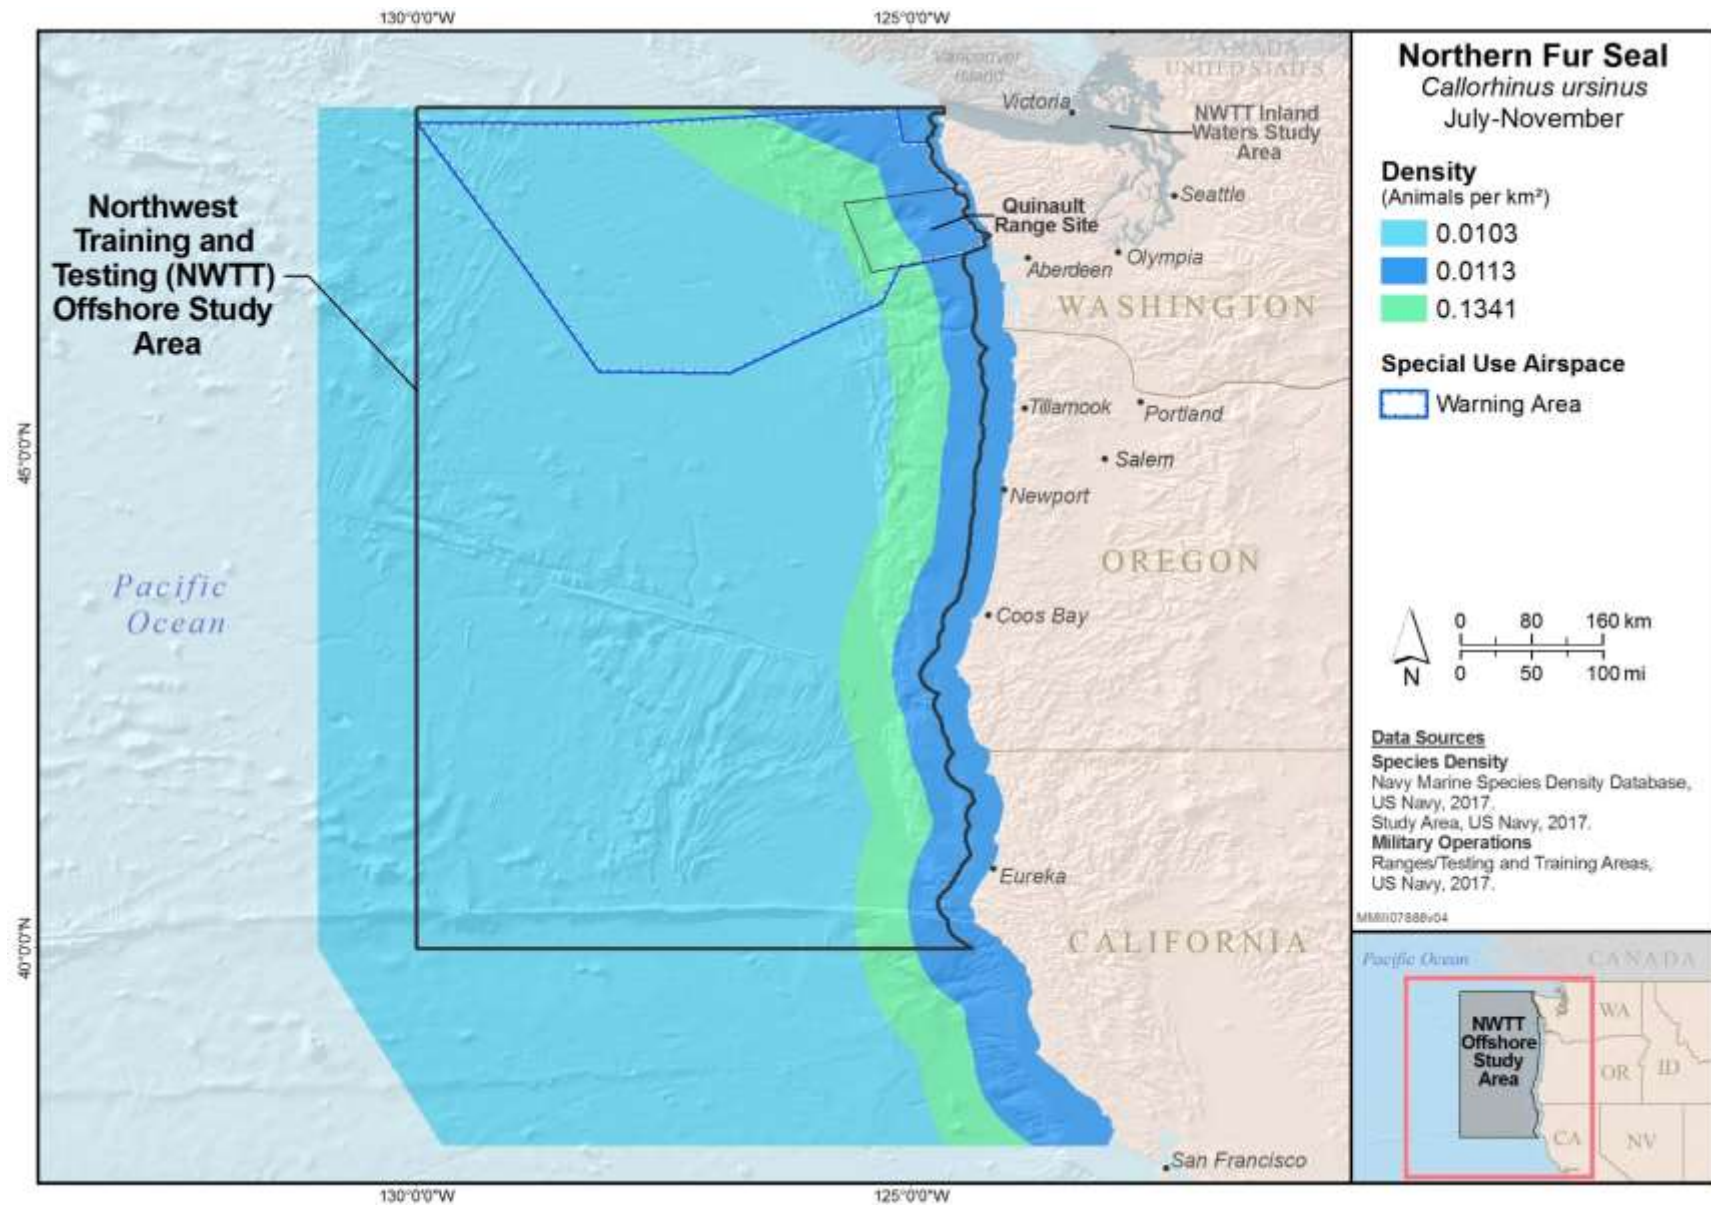 130°0'0"W
125°0'0"W
45°0'0"N
40°0'0"N
130°0'0"W
125°0'0"W
Vancouver
Island
CANADA
UNITED STATES
Victoria
NWTT Inland
Waters Study
Area
Seattle
Northwest
Training and
Testing (NWTT)
Offshore Study
Area
Quinault
Range Site
Aberdeen
Olympia
WASHINGTON
Tillamook
Portland
Salem
Newport
OREGON
Pacific
Ocean
Coos Bay
Eureka
CALIFORNIA
San Francisco
Northern Fur Seal
Callorhinus ursinus
July-November
Density
(Animals per km²)
0.0103
0.0113
0.1341
Special Use Airspace
Warning Area
N
0 80 160 km
0 50 100 mi
Data Sources
Species Density
Navy Marine Species Density Database,
US Navy, 2017.
Study Area, US Navy, 2017.
Military Operations
Ranges/Testing and Training Areas,
US Navy, 2017.
Pacific Ocean
CANADA
NWTT
Offshore
Study
Area
WA
OR
ID
CA
NV